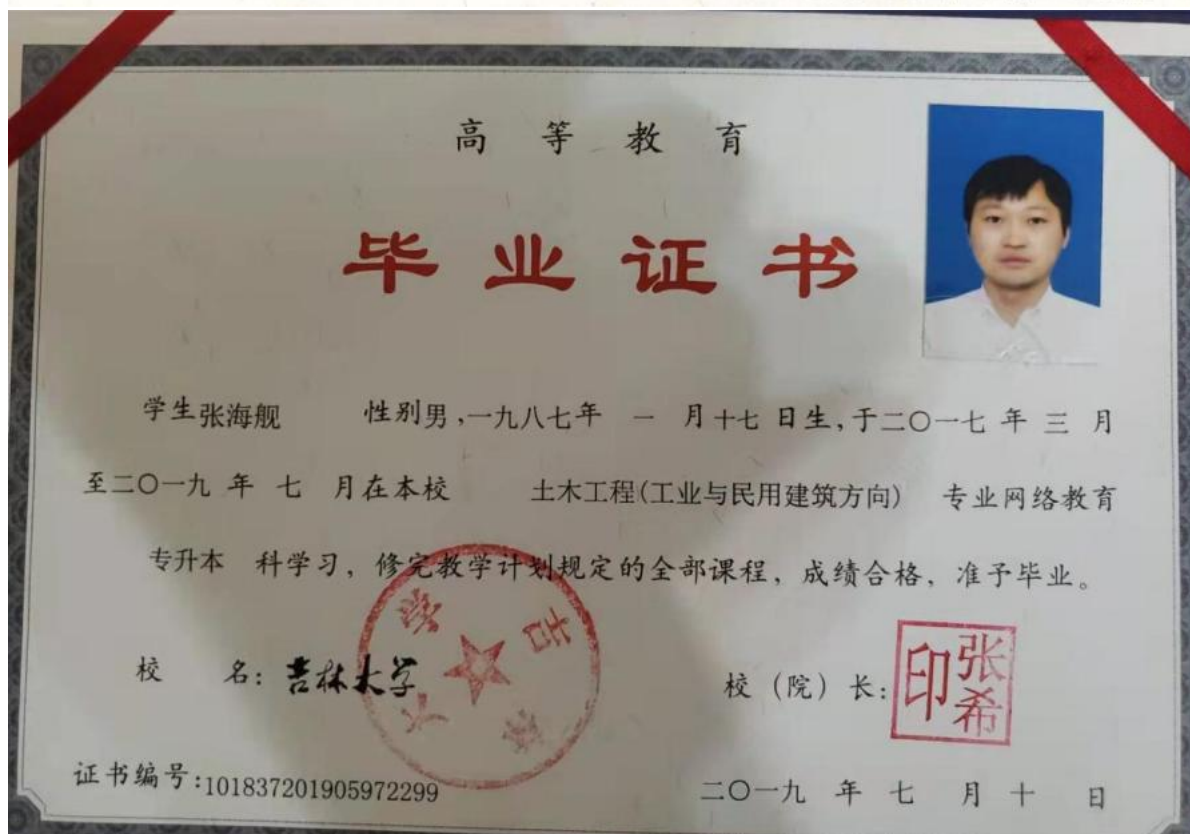 高等教育
毕业证书
学生张海舰 性别男,一九八七年 一 月十七 日生,于二〇一七 年 三 月
至二〇一九 年 七 月在本校 土木工程(工业与民用建筑方向) 专业网络教育
专升本 科学习，修完教学计划规定的全部课程，成绩合格，准予毕业。
吉林大学
校 名：吉林大学
校（院）长：
张希印
证书编号:101837201905972299
二〇一九 年 七 月 十 日